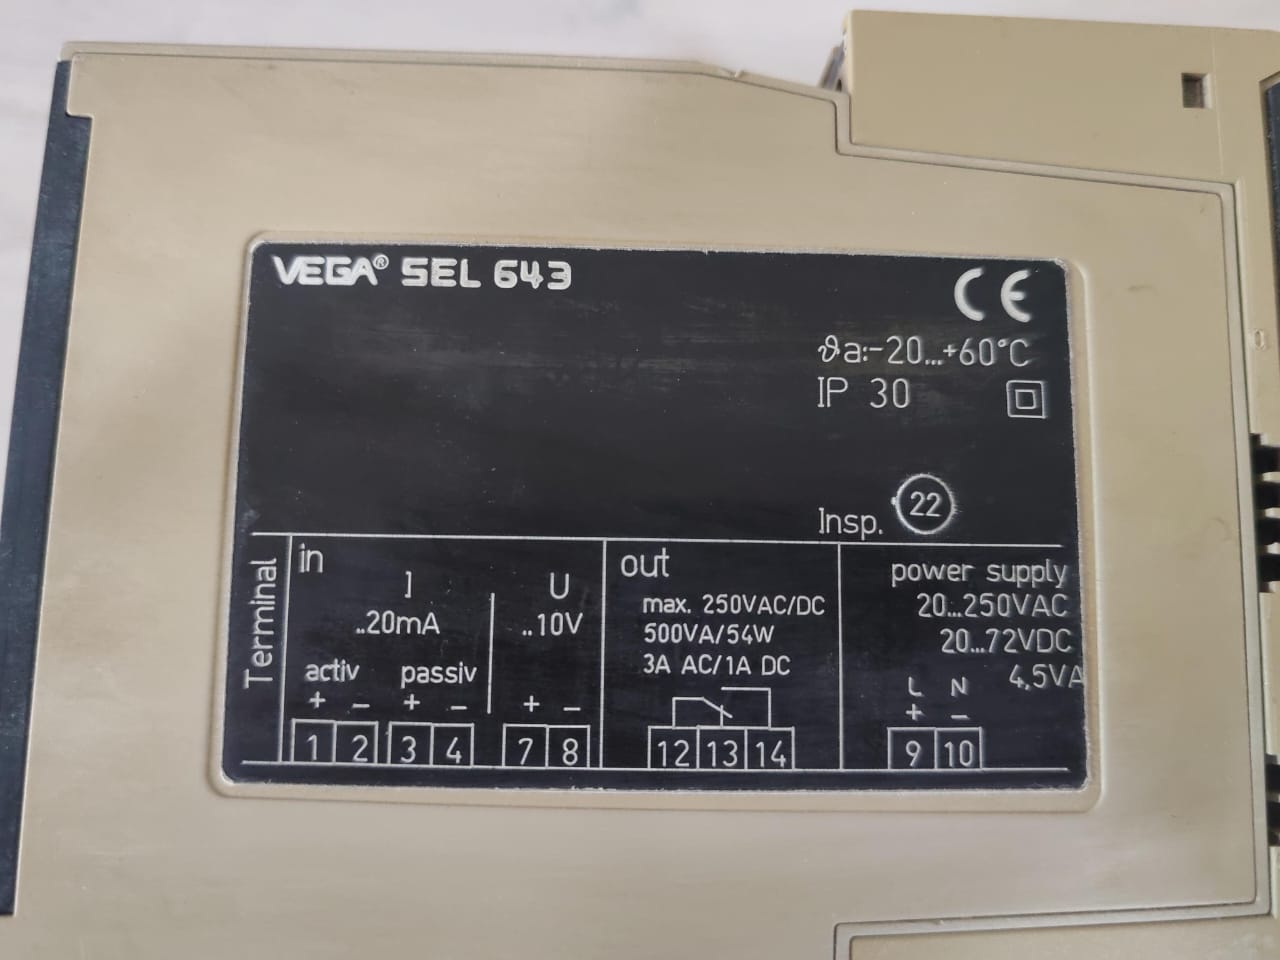 VEGA® SEL 643
CE
ϑa:-20...+60°C
IP 30
22
Insp.
Terminal
in
I
..20mA
activ
passiv
+ - + -
1 2 3 4
U
..10V
+ -
7 8
out
max. 250VAC/DC
500VA/54W
3A AC/1A DC
12 13 14
power supply
20...250VAC
20...72VDC
4,5VA
L N
+ -
9 10